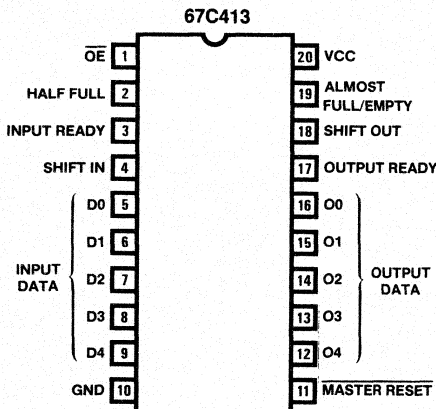 67C413
OE 1 20 VCC
HALF FULL 2 19 ALMOST
FULL/EMPTY
INPUT READY 3 18 SHIFT OUT
SHIFT IN 4 17 OUTPUT READY
D0 5 16 O0
D1 6 15 O1
INPUT
DATA
D2 7 14 O2
OUTPUT
DATA
D3 8 13 O3
D4 9 12 O4
GND 10 11 MASTER RESET